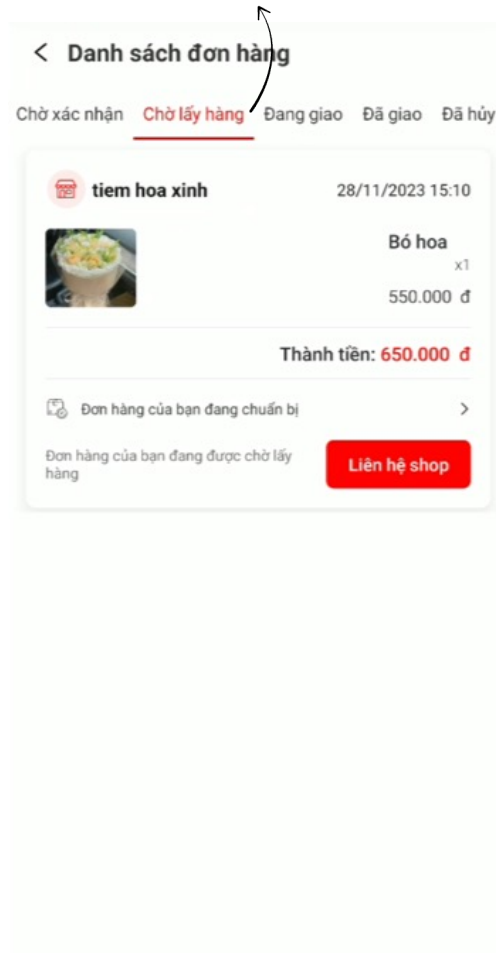 Danh sách đơn hàng
Chờ xác nhận Chờ lấy hàng Đang giao Đã giao Đã hủy
tiem hoa xinh 28/11/2023 15:10
Bó hoa
x1
550.000 đ
Thành tiền: 650.000 đ
Đơn hàng của bạn đang chuẩn bị
Đơn hàng của bạn đang được chờ lấy
hàng
Liên hệ shop